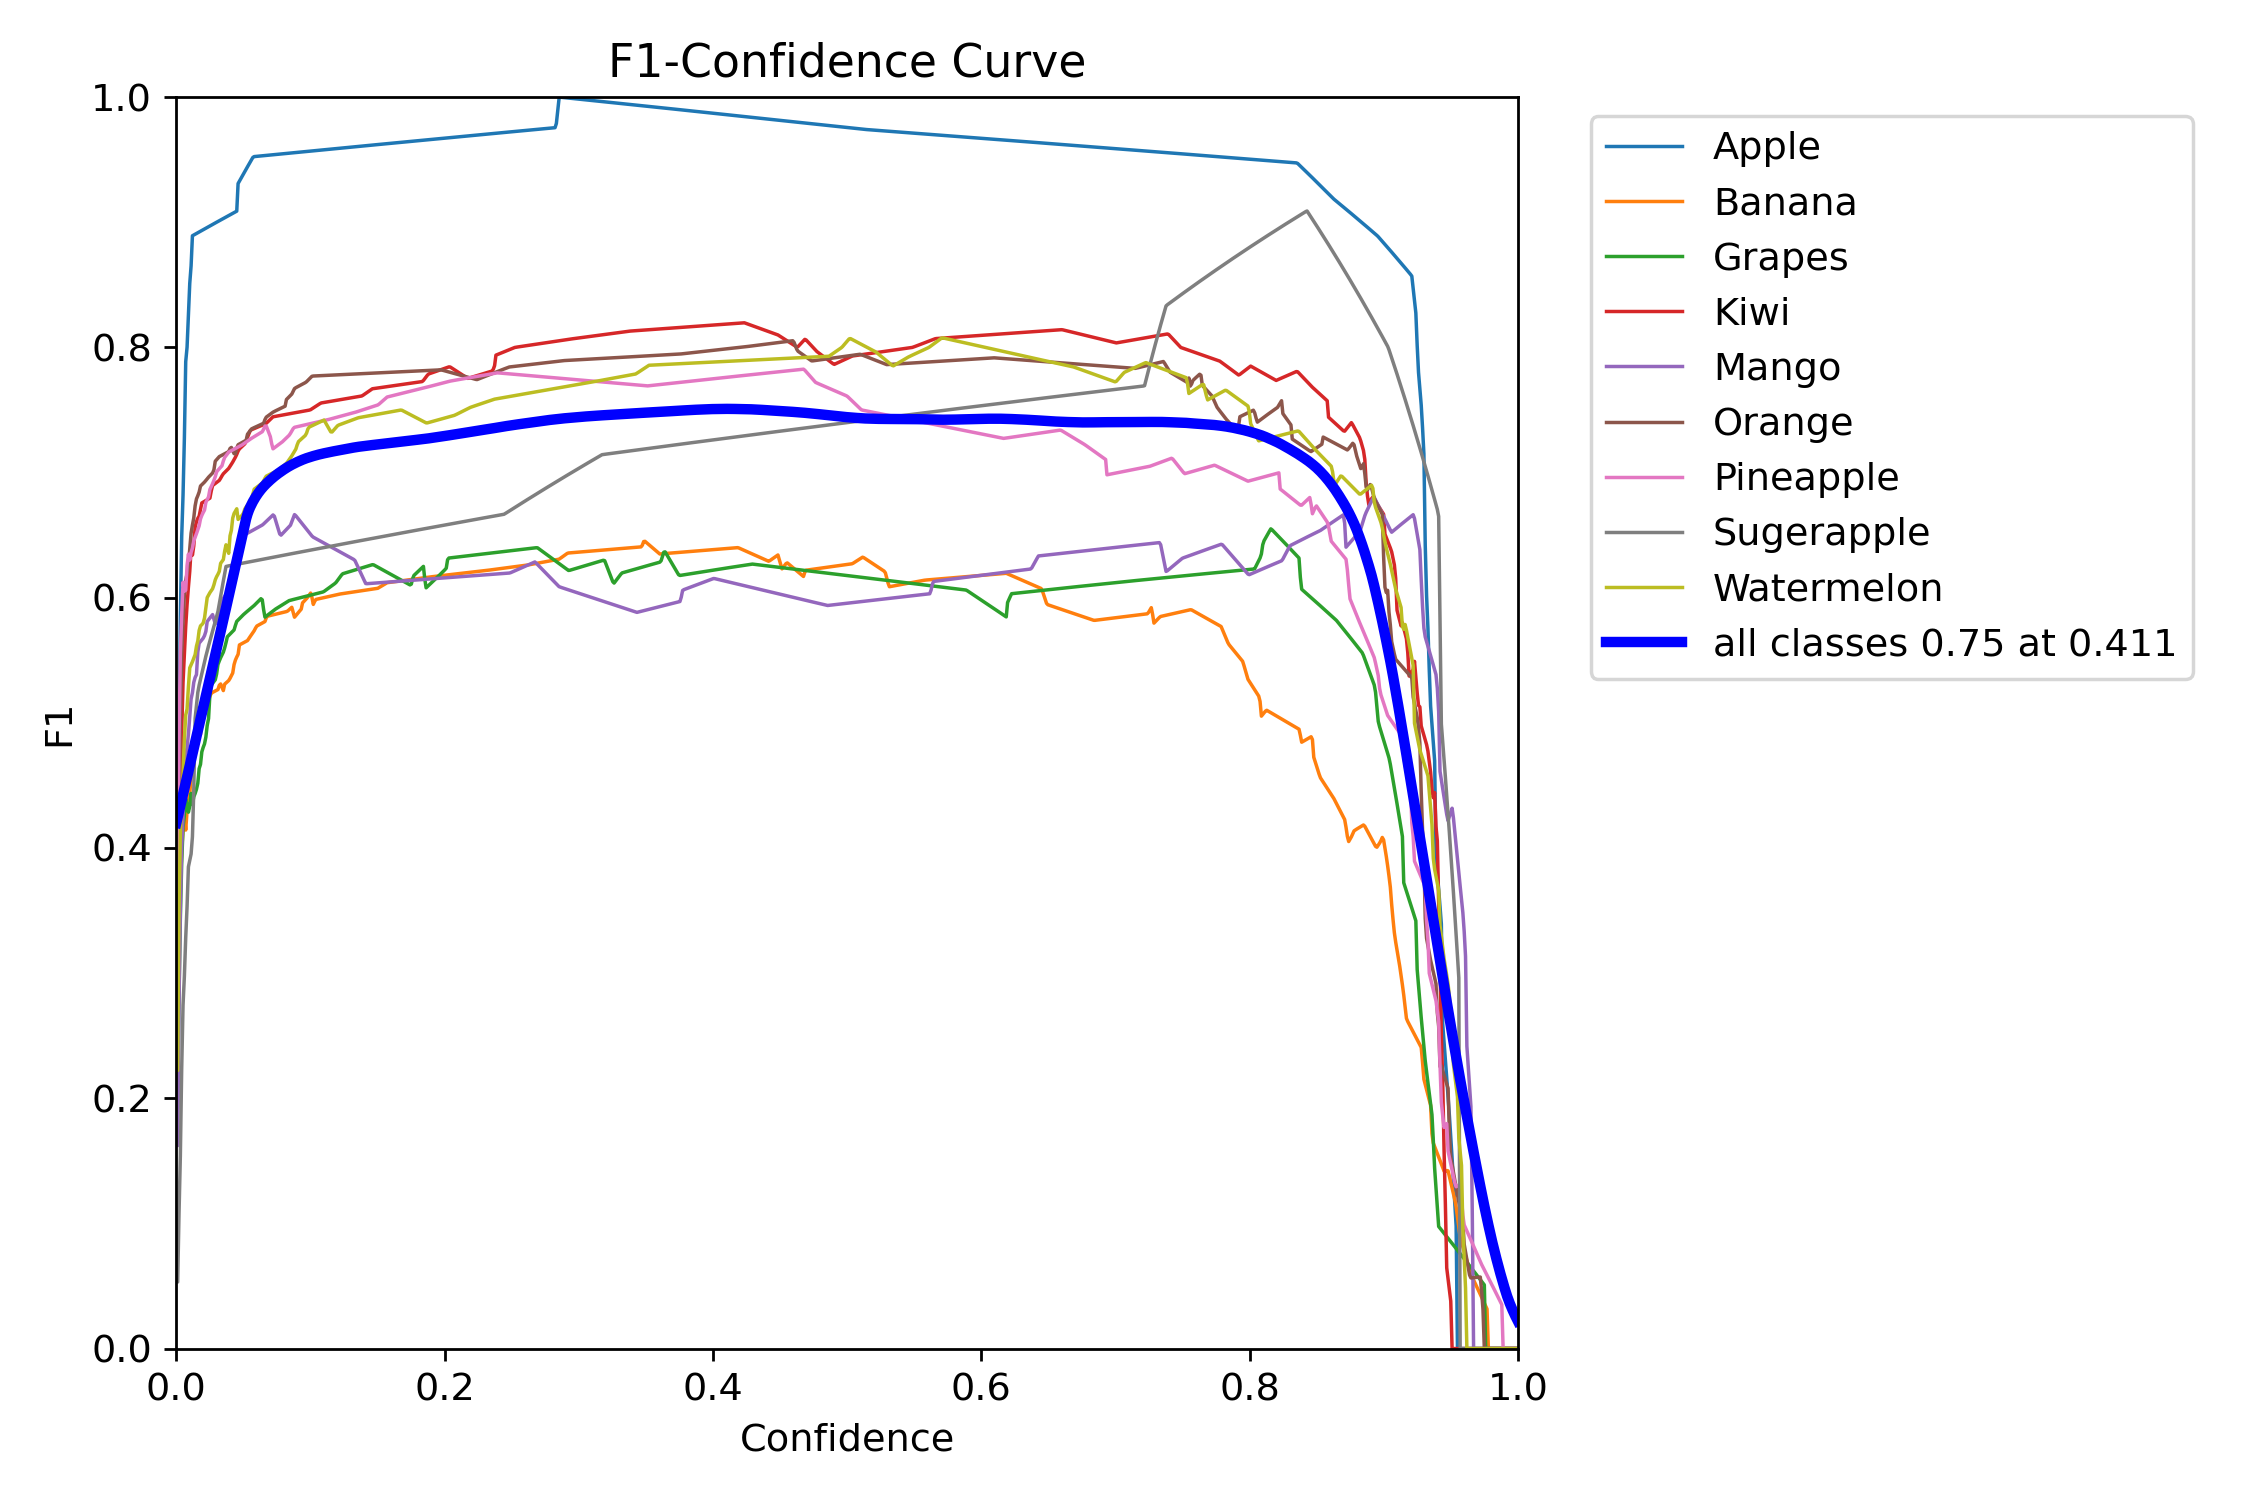 F1-Confidence Curve
1.0
0.8
0.6
0.4
0.2
0.0
F1
0.0 0.2 0.4 0.6 0.8 1.0
Confidence
Apple
Banana
Grapes
Kiwi
Mango
Orange
Pineapple
Sugerapple
Watermelon
all classes 0.75 at 0.411